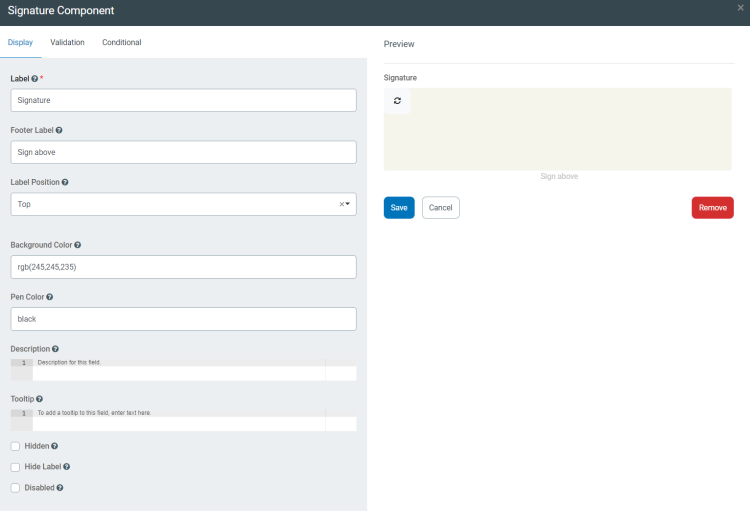 Signature Component
×
Display Validation Conditional
Label *
Signature
Footer Label
Sign above
Label Position
Top
Background Color
rgb(245,245,235)
Pen Color
black
Description
1 Description for this field.
Tooltip
1 To add a tooltip to this field, enter text here.
Hidden
Hide Label
Disabled
Preview
Signature
Sign above
Save Cancel Remove